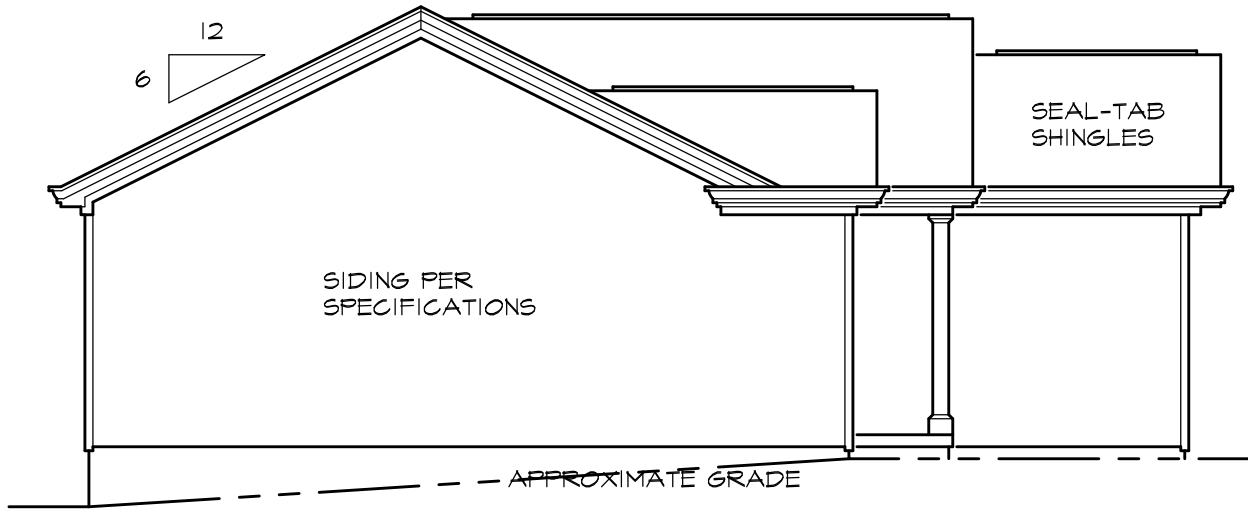 12
6
SEAL-TAB
SHINGLES
SIDING PER
SPECIFICATIONS
APPROXIMATE GRADE